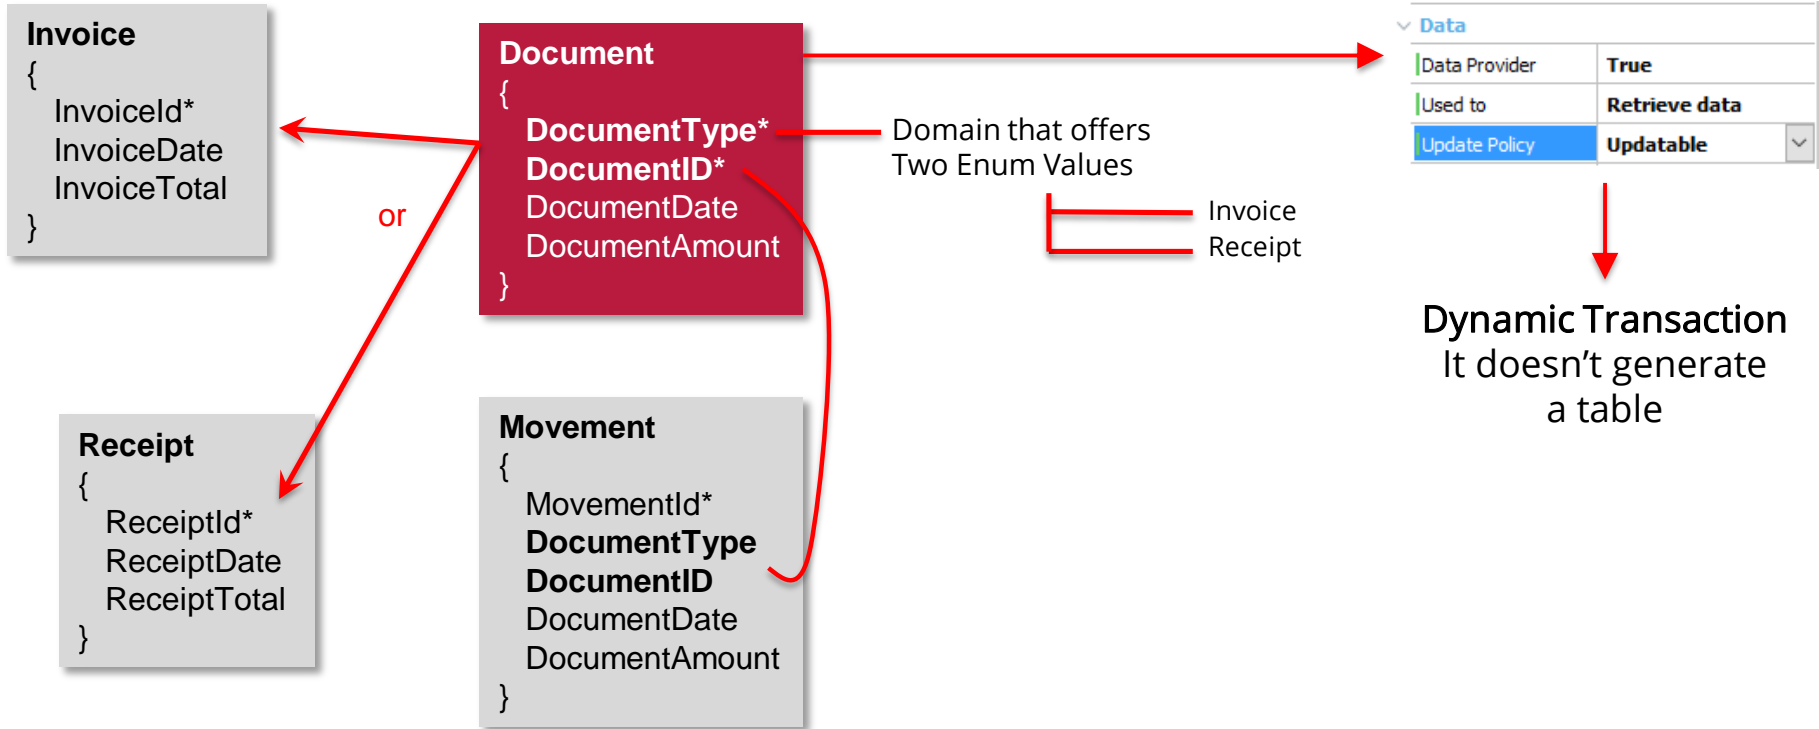 Invoice
{
InvoiceId*
InvoiceDate
InvoiceTotal
}
or
Document
{
DocumentType*
DocumentID*
DocumentDate
DocumentAmount
}
Domain that offers
Two Enum Values
Invoice
Receipt
Data
Data Provider True
Used to Retrieve data
Update Policy Updatable
Dynamic Transaction
It doesn’t generate
a table
Receipt
{
ReceiptId*
ReceiptDate
ReceiptTotal
}
Movement
{
MovementId*
DocumentType
DocumentID
DocumentDate
DocumentAmount
}